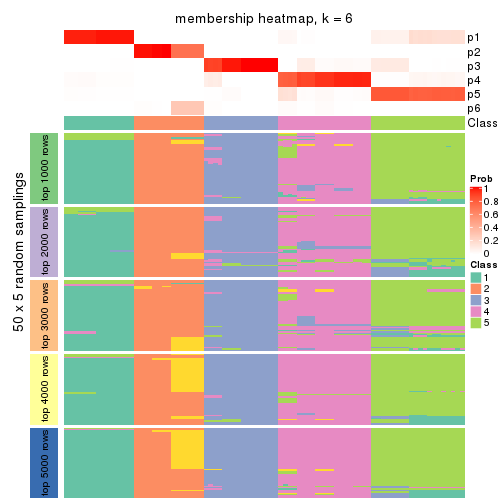 membership heatmap, k = 6
p1
p2
p3
p4
p5
p6
Class
50 x 5 random samplings
top 1000 rows
top 2000 rows
top 3000 rows
top 4000 rows
top 5000 rows
Prob
1
0.8
0.6
0.4
0.2
0
Class
1
2
3
4
5